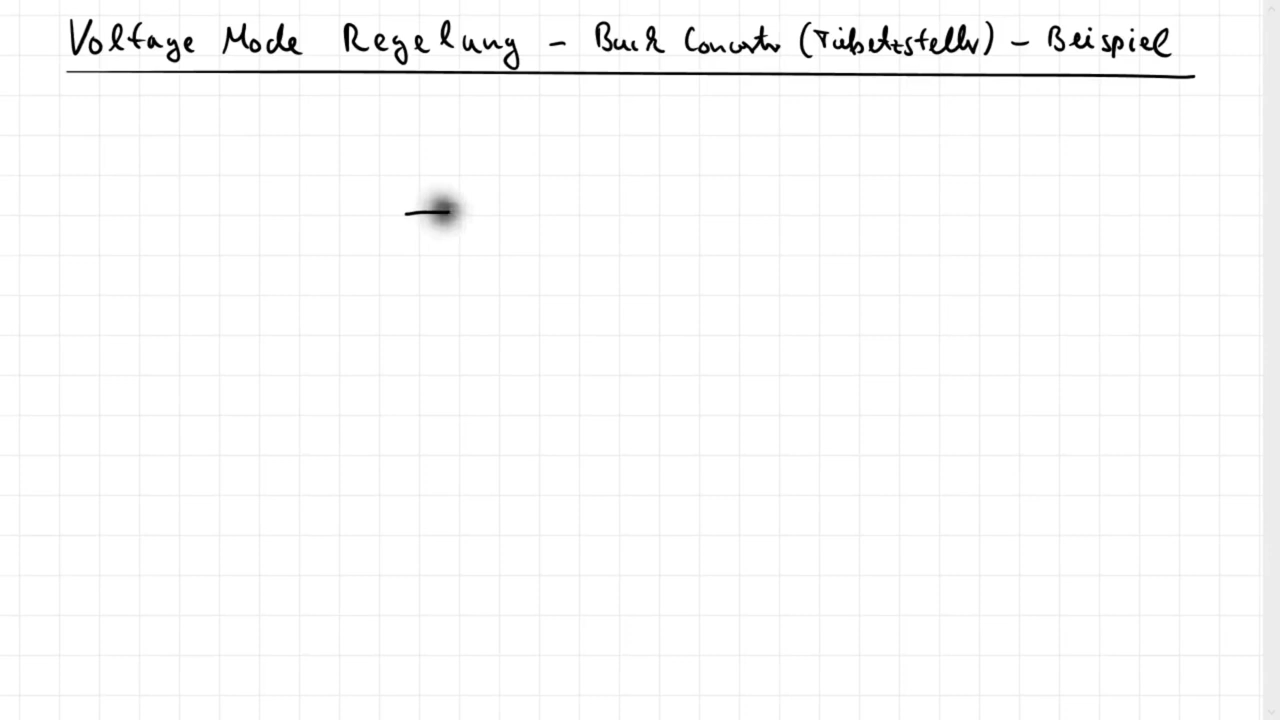 Voltage Mode Regelung - Buck Converter (Tiefsetzsteller) - Beispiel